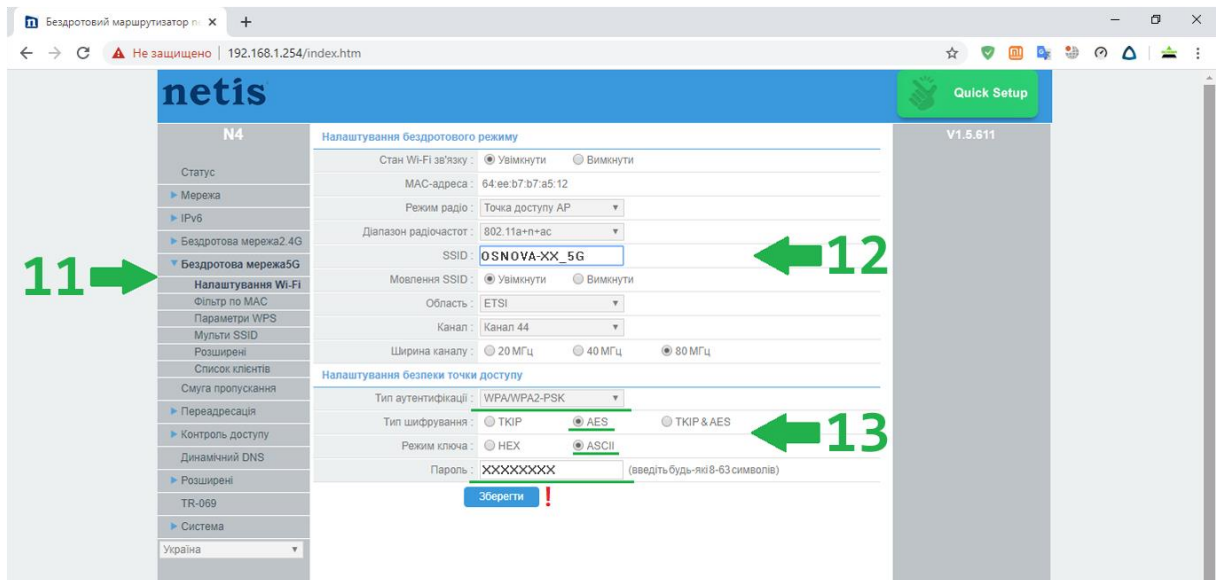 Бездротовий маршрутизатор n
Не защищено | 192.168.1.254/index.htm
netis
Quick Setup
N4
V1.5.611
Статус
Мережа
IPv6
Бездротова мережа2.4G
Бездротова мережа5G
Налаштування Wi-Fi
Фільтр по MAC
Параметри WPS
Мульти SSID
Розширені
Список клієнтів
Смуга пропускання
Переадресація
Контроль доступу
Динамічний DNS
Розширені
TR-069
Система
Україна
11
Налаштування бездротового режиму
Стан Wi-Fi зв'язку : Увімкнути Вимкнути
MAC-адреса : 64:ee:b7:b7:a5:12
Режим радіо : Точка доступу AP
Діапазон радіочастот : 802.11a+n+ac
SSID : OSNOVA-XX_5G
12
Мовлення SSID : Увімкнути Вимкнути
Область : ETSI
Канал : Канал 44
Ширина каналу : 20 МГц 40 МГц 80 МГц
Налаштування безпеки точки доступу
Тип аутентифікації : WPA/WPA2-PSK
Тип шифрування : TKIP AES TKIP & AES
13
Режим ключа : HEX ASCII
Пароль : XXXXXXXX (введіть будь-які 8-63 символів)
Зберегти !